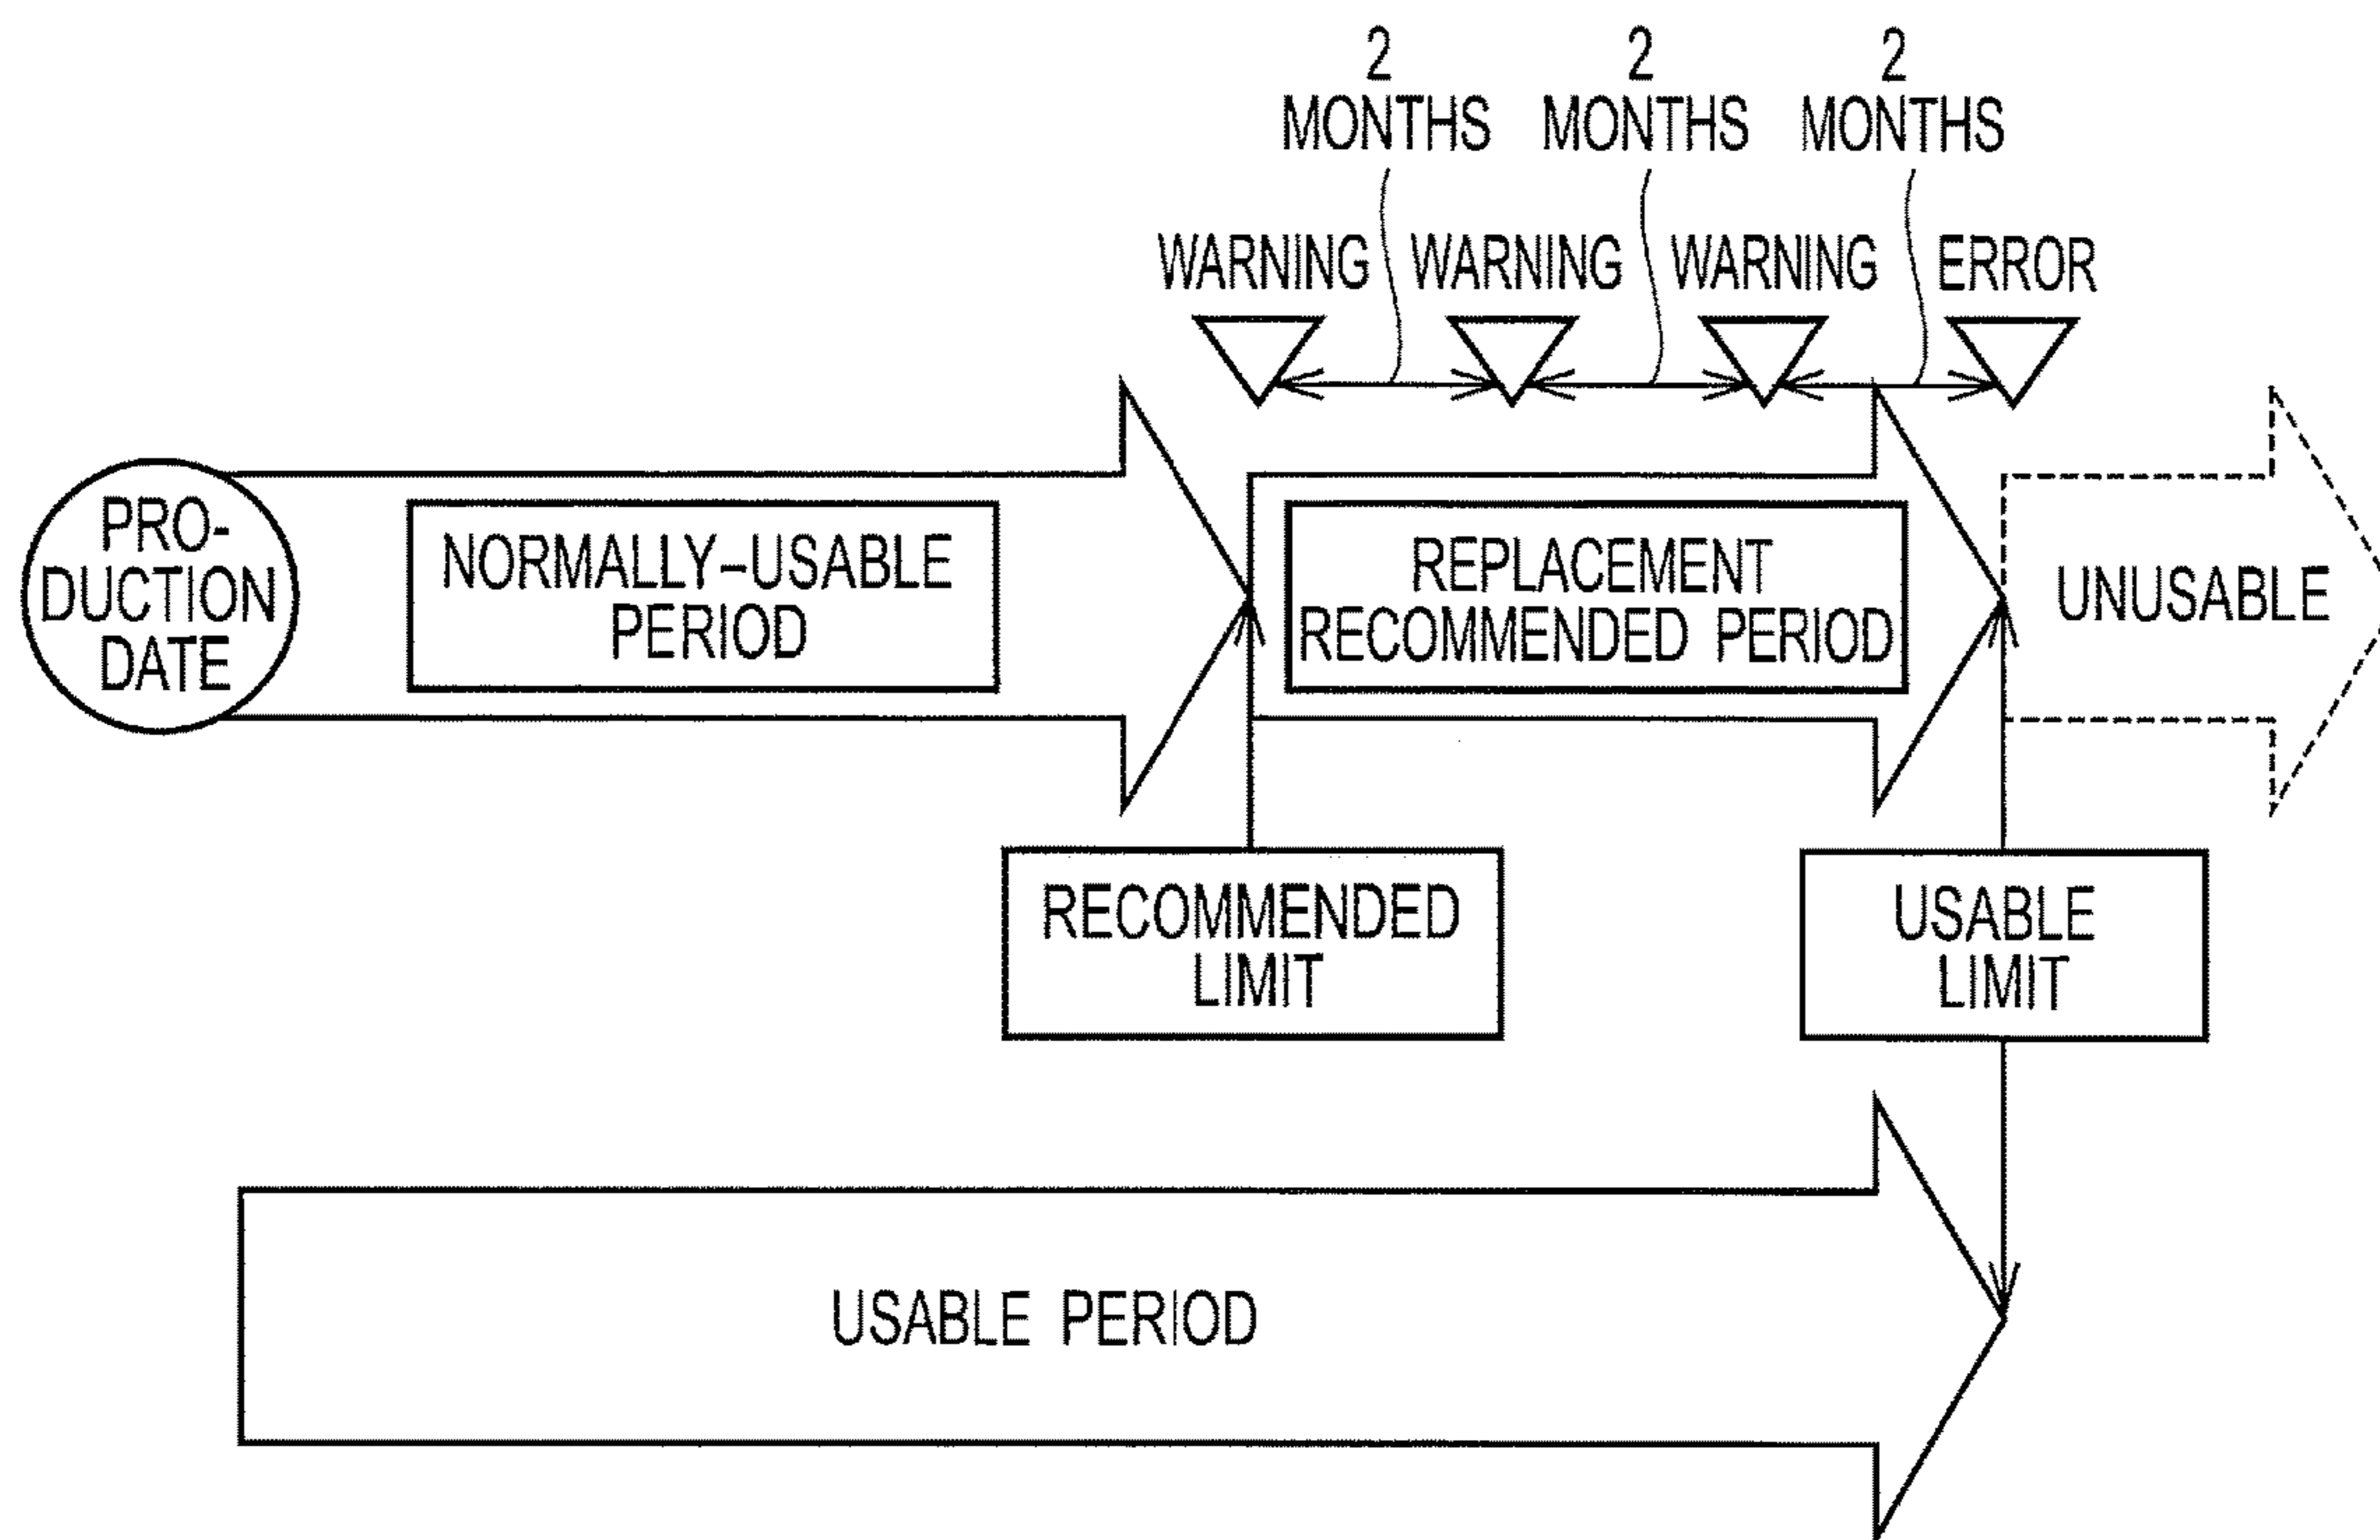 2 2 2
MONTHS MONTHS MONTHS
WARNING WARNING WARNING ERROR
PRO-
DUCTION
DATE
NORMALLY-USABLE
PERIOD
REPLACEMENT
RECOMMENDED PERIOD
UNUSABLE
RECOMMENDED
LIMIT
USABLE
LIMIT
USABLE PERIOD